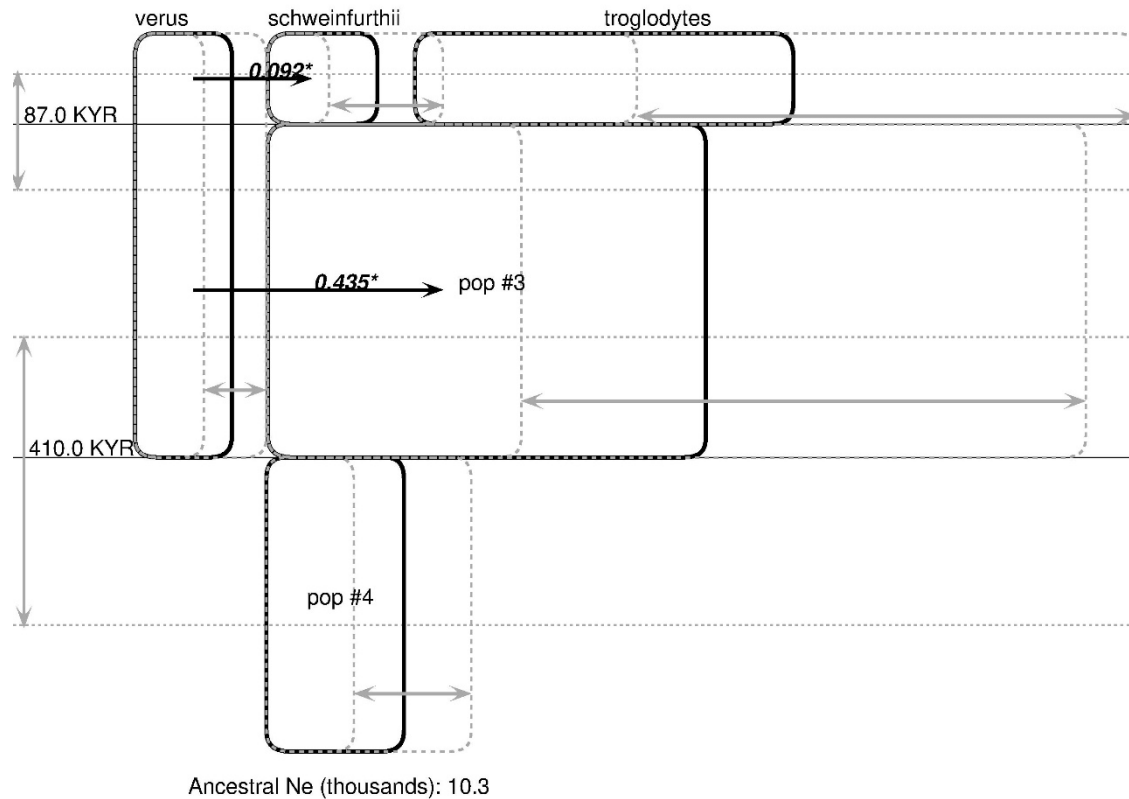 verus schweinfurthii troglodytes
0.092*
87.0 KYR
0.435*
pop #3
410.0 KYR
pop #4
Ancestral Ne (thousands): 10.3